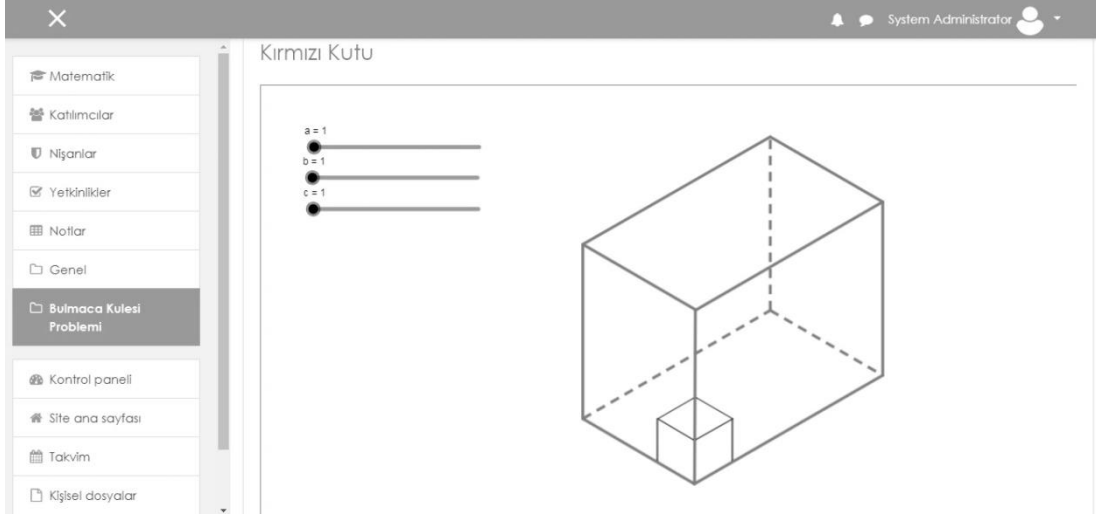 System Administrator
Kırmızı Kutu
Matematik
Katılımcılar
Nişanlar
Yetkinlikler
Notlar
Genel
Bulmaca Kulesi
Problemi
Kontrol paneli
Site ana sayfası
Takvim
Kişisel dosyalar
a = 1
b = 1
c = 1